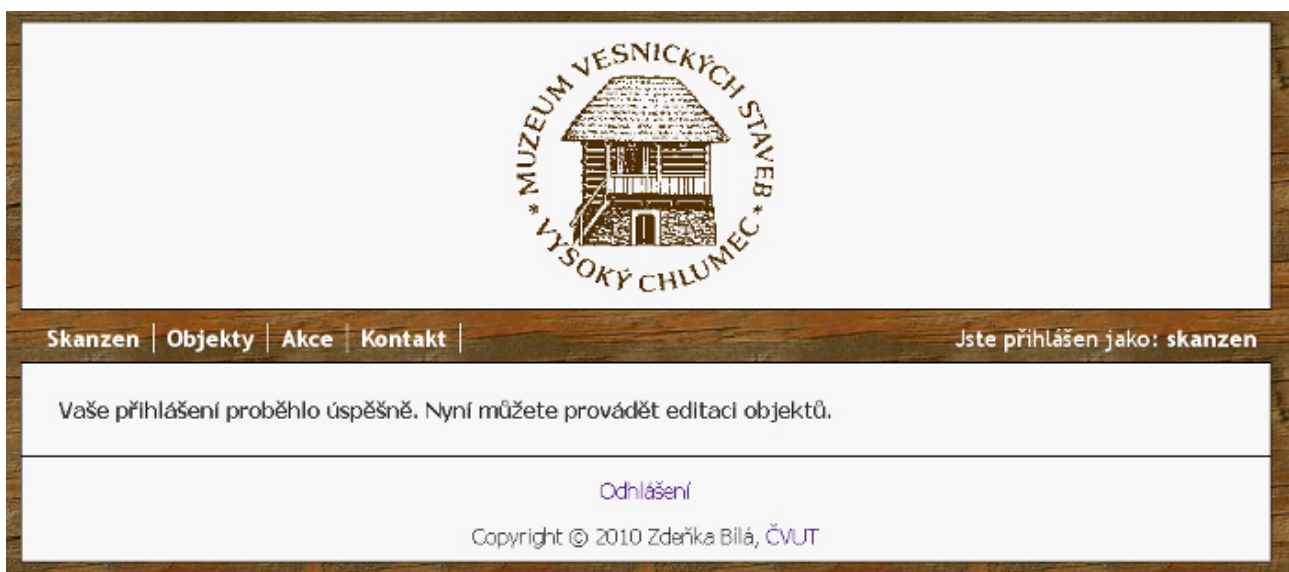 MUZEUM VESNICKÝCH STAVEB
* VYSOKÝ CHLUMEC *
Skanzen | Objekty | Akce | Kontakt |
Jste přihlášen jako: skanzen
Vaše přihlášení proběhlo úspěšně. Nyní můžete provádět editaci objektů.
Odhlášení
Copyright © 2010 Zdeňka Bílá, ČVUT